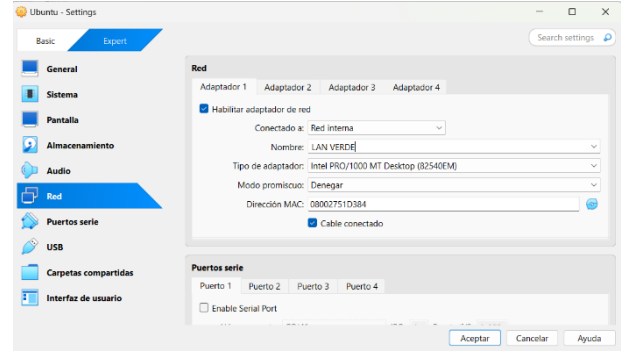 Ubuntu - Settings
Basic Expert Search settings
General
Sistema
Pantalla
Almacenamiento
Audio
Red
Puertos serie
USB
Carpetas compartidas
Interfaz de usuario
Red
Adaptador 1 Adaptador 2 Adaptador 3 Adaptador 4
Habilitar adaptador de red
Conectado a: Red interna
Nombre: LAN VERDE
Tipo de adaptador: Intel PRO/1000 MT Desktop (82540EM)
Modo promiscuo: Denegar
Dirección MAC: 08002751D384
Cable conectado
Puertos serie
Puerto 1 Puerto 2 Puerto 3 Puerto 4
Enable Serial Port
Aceptar Cancelar Ayuda